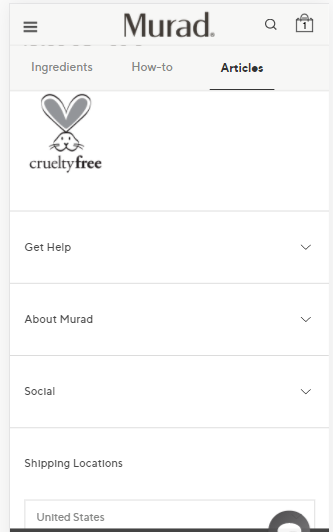 Murad.
1
Ingredients How-to Articles
crueltyfree
Get Help
About Murad
Social
Shipping Locations
United States